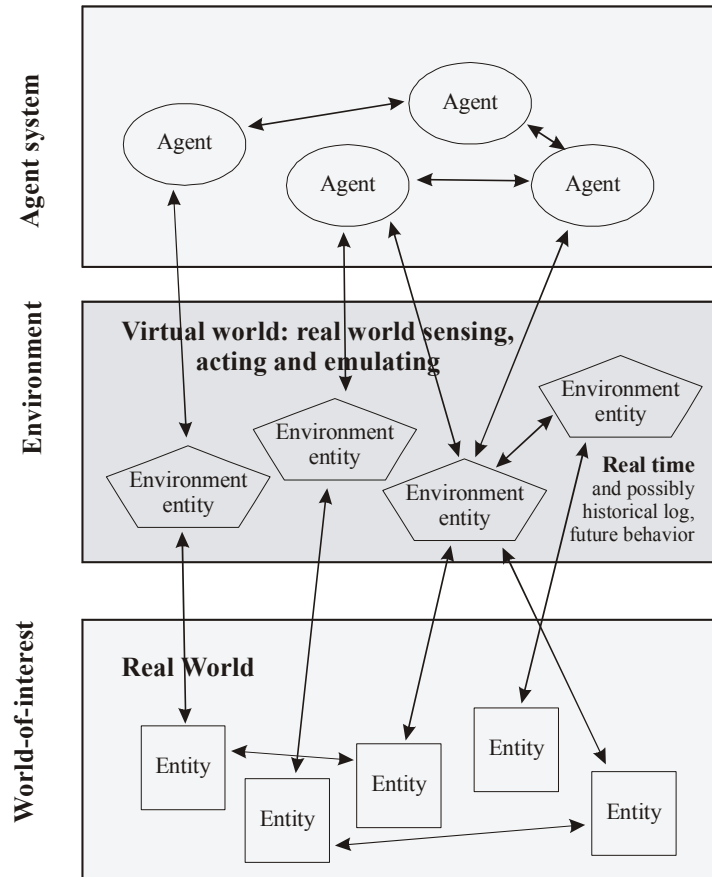 Agent system
Agent
Agent
Agent
Agent
Environment
Virtual world: real world sensing,
acting and emulating
Environment
entity
Environment
entity
Environment
entity
Environment
entity
Real time
and possibly
historical log,
future behavior
World-of-interest
Real World
Entity
Entity
Entity
Entity
Entity